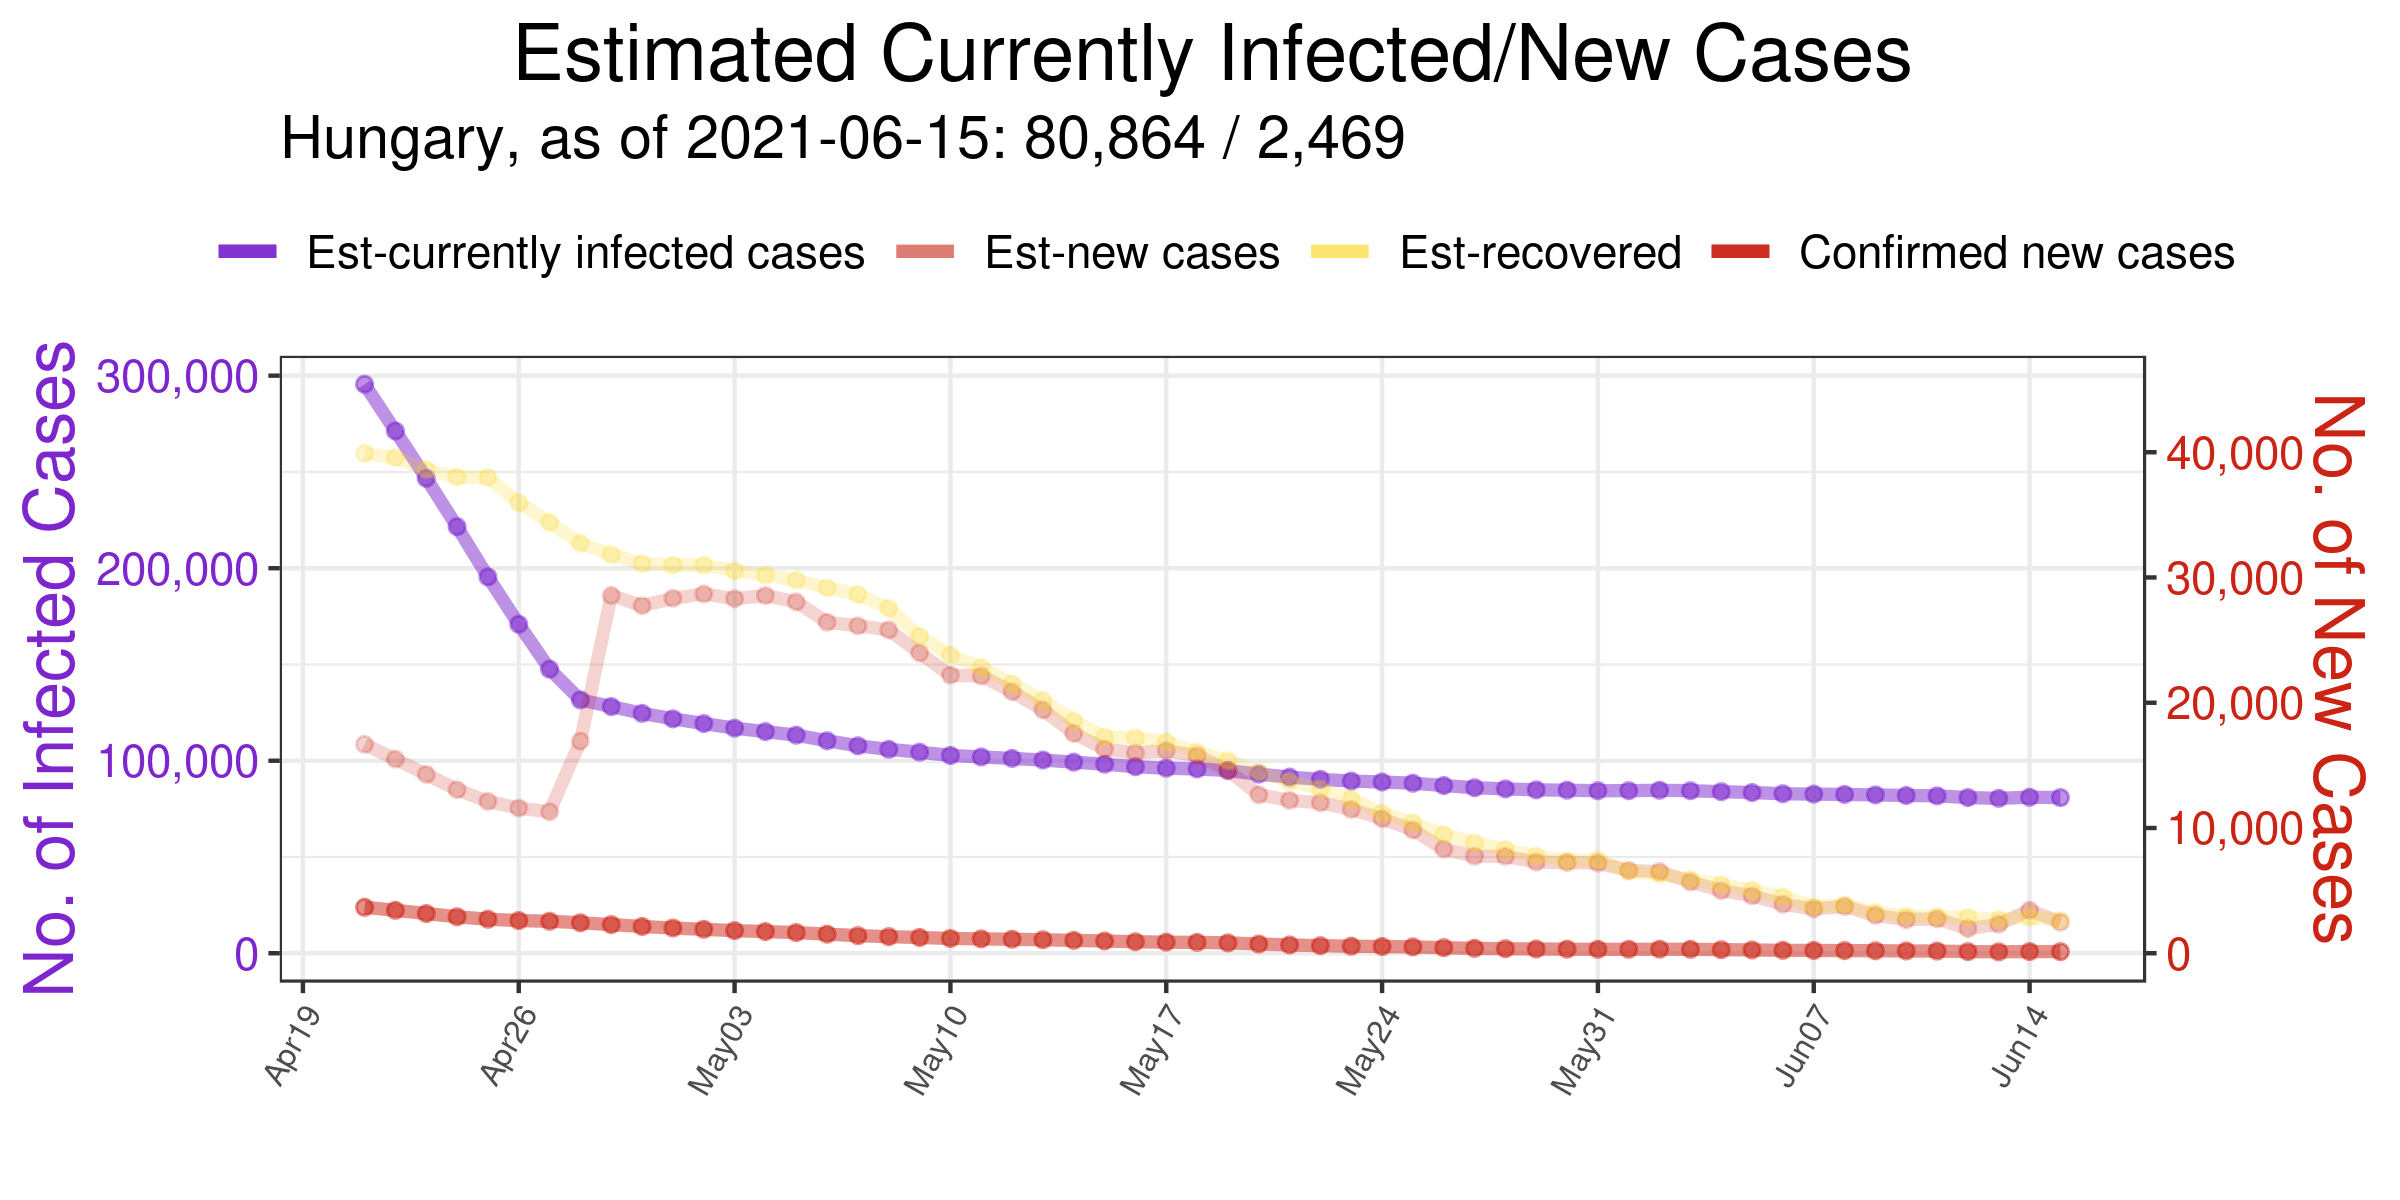 Estimated Currently Infected/New Cases
Hungary, as of 2021-06-15: 80,864 / 2,469
Est-currently infected cases Est-new cases Est-recovered Confirmed new cases
No. of Infected Cases
300,000
200,000
100,000
0
40,000
30,000
20,000
10,000
0
No. of New Cases
Apr19 Apr26 May03 May10 May17 May24 May31 Jun07 Jun14